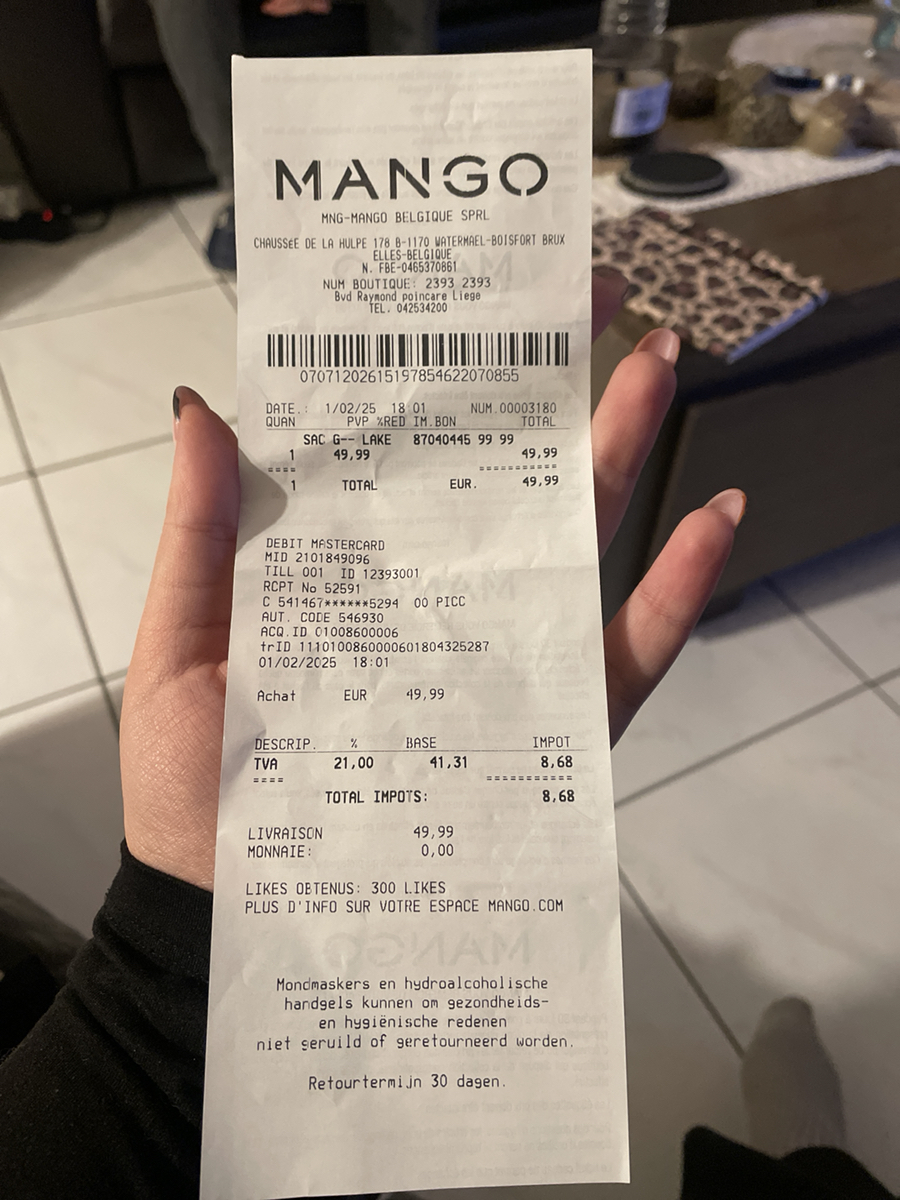 MANGO
MNG-MANGO BELGIQUE SPRL
CHAUSSéE DE LA HULPE 178 B-1170 WATERMAEL-BOISFORT BRUX
ELLES-BELGIQUE
N. FBE-0465370861
NUM BOUTIQUE: 2393 2393
Bvd Raymond poincare Liege
TEL. 042534200
07071202615197854622070855
DATE.: 1/02/25 18:01 NUM.00003180
QUAN PVP %RED IM.BON TOTAL
SAC G-- LAKE 87040445 99 99
1 49,99 49,99
==== ===========
1 TOTAL EUR. 49,99
DEBIT MASTERCARD
MID 2101849096
TILL 001 ID 12393001
RCPT No 52591
C 541467******5294 00 PICC
AUT. CODE 546930
ACQ.ID 01008600006
trID 1110100860000601804325287
01/02/2025 18:01
Achat EUR 49,99
DESCRIP. % BASE IMPOT
TVA 21,00 41,31 8,68
==== ===========
TOTAL IMPOTS: 8,68
LIVRAISON 49,99
MONNAIE: 0,00
LIKES OBTENUS: 300 LIKES
PLUS D'INFO SUR VOTRE ESPACE MANGO.COM
Mondmaskers en hydroalcoholische
handgels kunnen om gezondheids-
en hygiënische redenen
niet geruild of geretourneerd worden.
Retourtermijn 30 dagen.